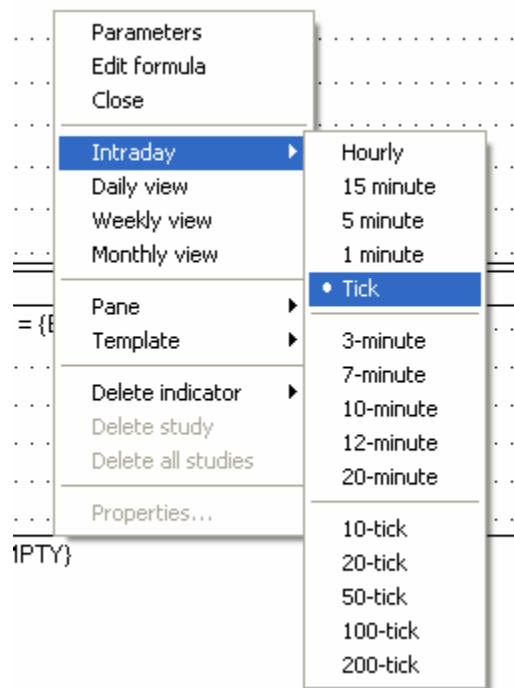 Parameters
Edit formula
Close
Intraday
Daily view
Weekly view
Monthly view
Pane
Template
Delete indicator
Delete study
Delete all studies
Properties...
Hourly
15 minute
5 minute
1 minute
Tick
3-minute
7-minute
10-minute
12-minute
20-minute
10-tick
20-tick
50-tick
100-tick
200-tick
= {E
MPTY}